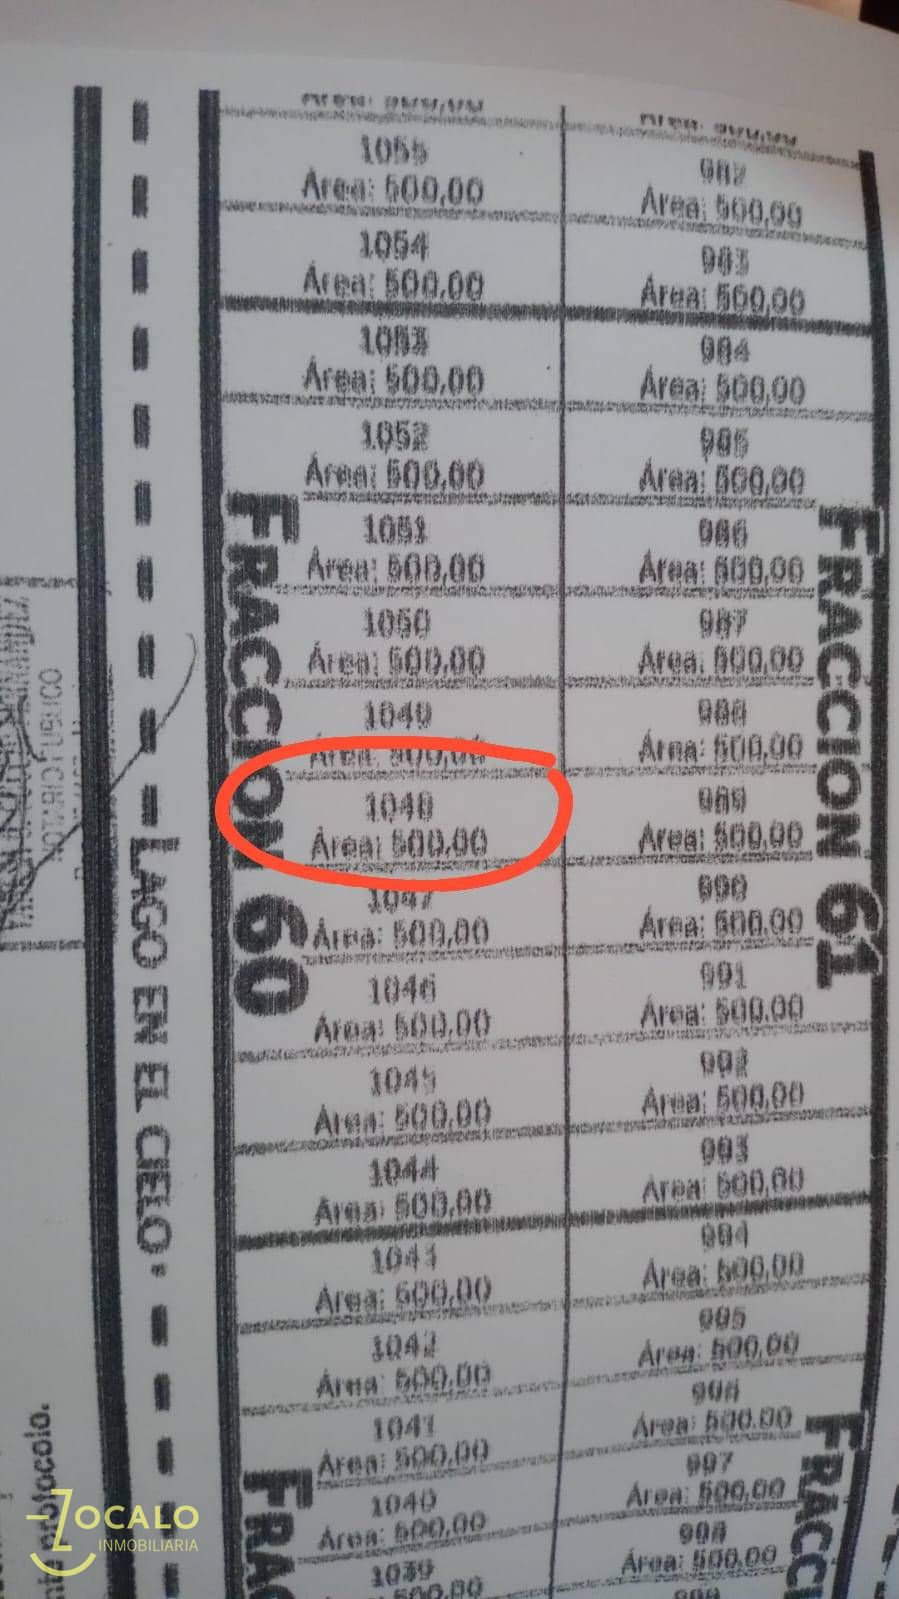 1055
Área: 500,00
1054
Área: 500,00
1053
Área: 500,00
1052
Área: 500,00
1051
Área: 500,00
1050
Área: 500,00
1049
Área: 500,00
1048
Área: 500,00
1047
Área: 500,00
1046
Área: 500,00
1045
Área: 500,00
1044
Área: 500,00
1043
Área: 500,00
1042
Área: 500,00
1041
Área: 500,00
1040
Área: 500,00
1039
982
Área: 500,00
983
Área: 500,00
984
Área: 500,00
985
Área: 500,00
986
Área: 500,00
987
Área: 500,00
988
Área: 500,00
989
Área: 500,00
990
Área: 500,00
991
Área: 500,00
992
Área: 500,00
993
Área: 500,00
994
Área: 500,00
995
Área: 500,00
996
Área: 500,00
997
Área: 500,00
998
Área: 500,00
FRACCION 60
FRACCION 61
LAGO EN EL CIELO
ZOCALO
INMOBILIARIA